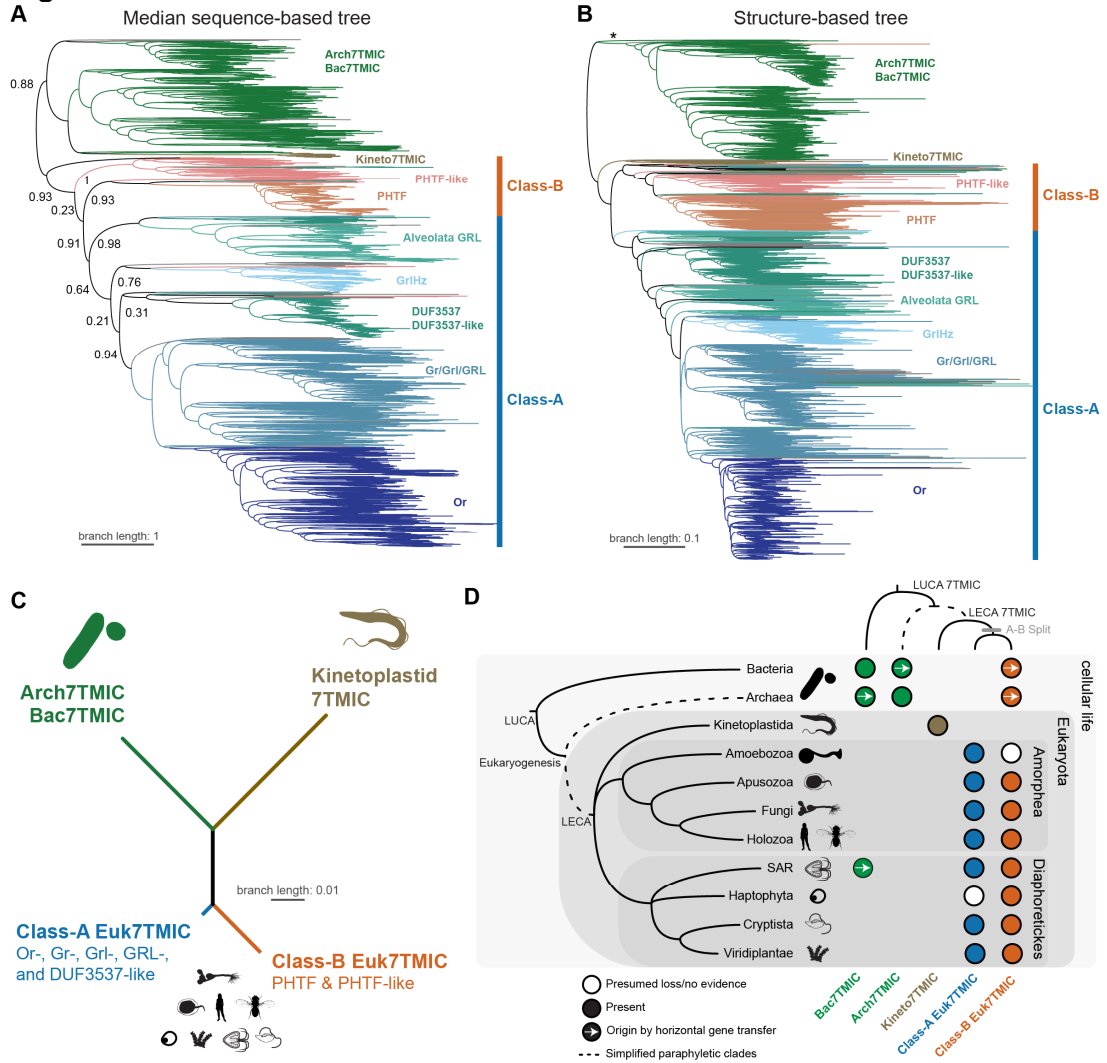 A
Median sequence-based tree
Arch7TMIC
Bac7TMIC
0.88
Kineto7TMIC
PHTF-like
1
0.93
0.93
0.23
PHTF
Class-B
0.91
0.98
Alveolata GRL
0.76
GrlHz
0.64
0.31
0.21
DUF3537
DUF3537-like
0.94
Gr/Grl/GRL
Class-A
Or
branch length: 1
B
Structure-based tree
*
Arch7TMIC
Bac7TMIC
Kineto7TMIC
PHTF-like
PHTF
Class-B
DUF3537
DUF3537-like
Alveolata GRL
GrlHz
Gr/Grl/GRL
Class-A
Or
branch length: 0.1
C
Arch7TMIC
Bac7TMIC
Kinetoplastid
7TMIC
branch length: 0.01
Class-A Euk7TMIC
Or-, Gr-, Grl-, GRL-,
and DUF3537-like
Class-B Euk7TMIC
PHTF & PHTF-like
D
LUCA 7TMIC
LECA 7TMIC
A-B Split
Bacteria
Archaea
LUCA
Kinetoplastida
Eukaryogenesis
Amoebozoa
Apusozoa
Fungi
LECA
Holozoa
SAR
Haptophyta
Cryptista
Viridiplantae
cellular life
Eukaryota
Amorphea
Diaphoretickes
Bac7TMIC
Arch7TMIC
Kineto7TMIC
Class-A Euk7TMIC
Class-B Euk7TMIC
Presumed loss/no evidence
Present
Origin by horizontal gene transfer
Simplified paraphyletic clades